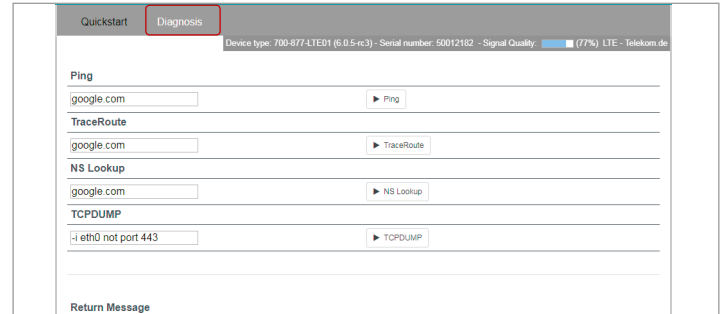 Quickstart Diagnosis
Device type: 700-877-LTE01 (6.0.5-rc3) - Serial number: 50012182 - Signal Quality: (77%) LTE - Telekom.de
Ping
google.com ▶ Ping
TraceRoute
google.com ▶ TraceRoute
NS Lookup
google.com ▶ NS Lookup
TCPDUMP
-i eth0 not port 443 ▶ TCPDUMP
Return Message